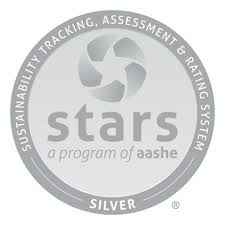 SUSTAINABILITY TRACKING, ASSESSMENT & RATING SYSTEM
stars
a program of aashe
SILVER
®